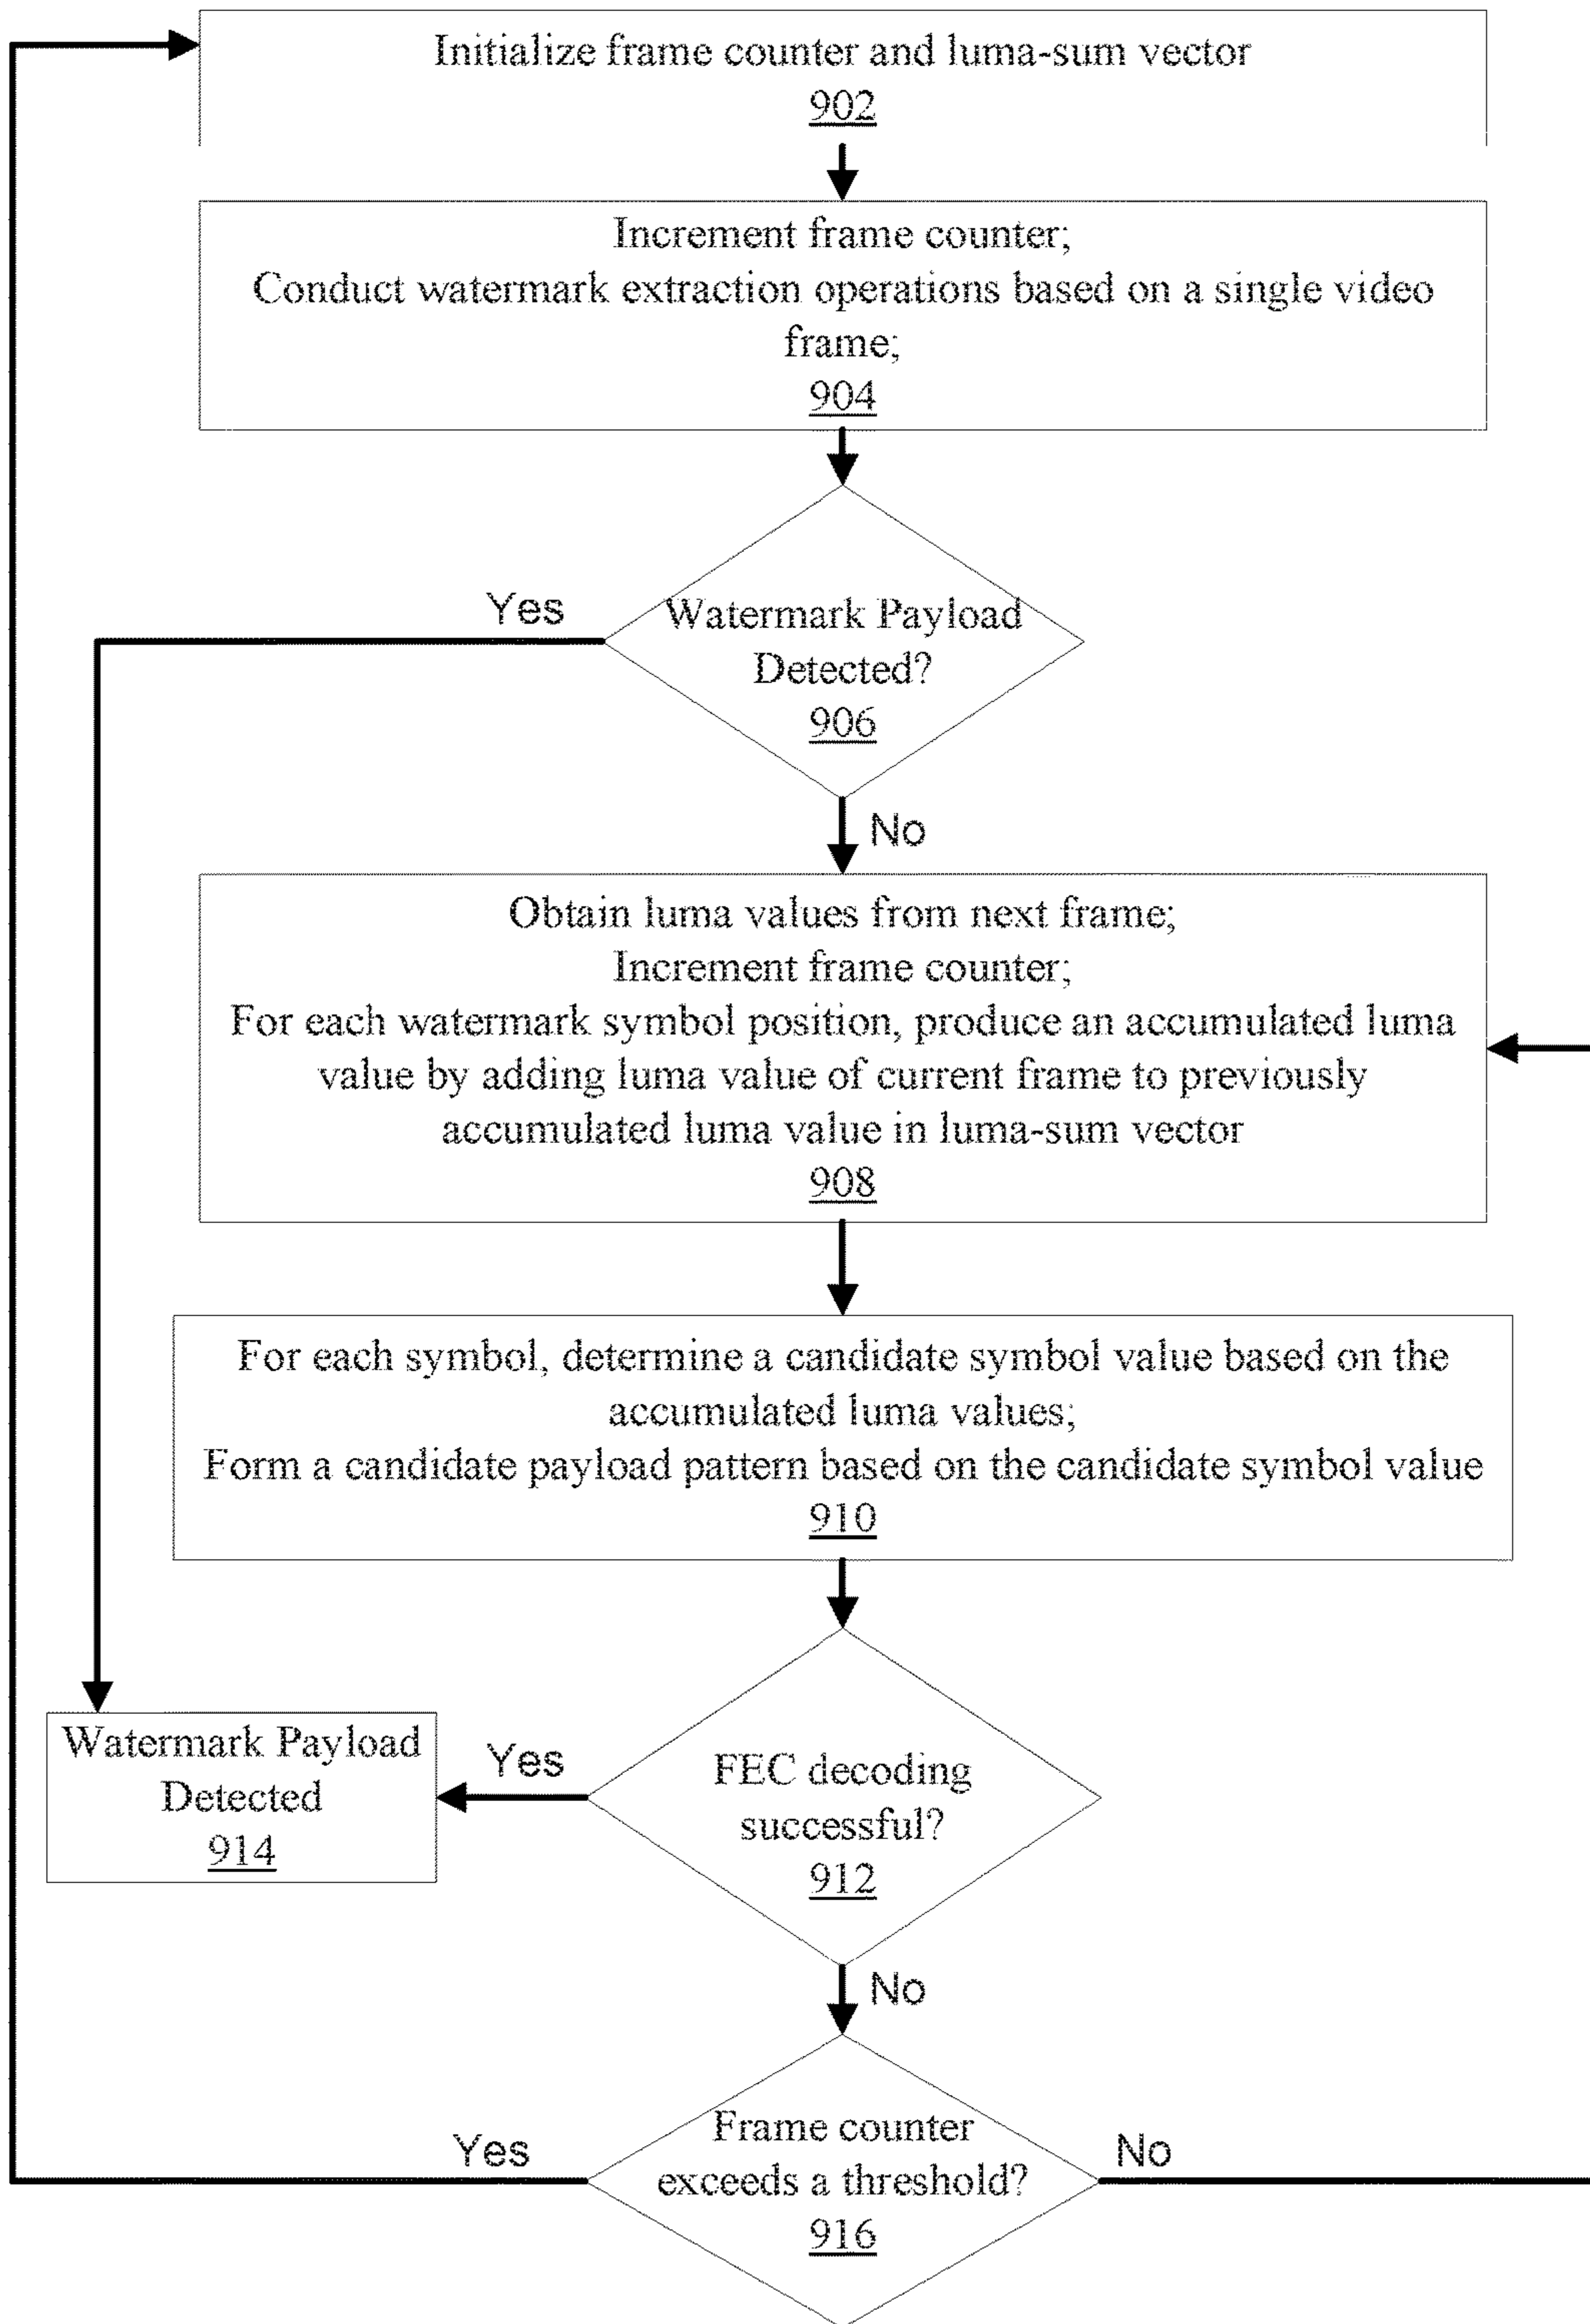 Initialize frame counter and luma-sum vector
902
Increment frame counter;
Conduct watermark extraction operations based on a single video
frame;
904
Yes
Watermark Payload
Detected?
906
No
Obtain luma values from next frame;
Increment frame counter;
For each watermark symbol position, produce an accumulated luma
value by adding luma value of current frame to previously
accumulated luma value in luma-sum vector
908
For each symbol, determine a candidate symbol value based on the
accumulated luma values;
Form a candidate payload pattern based on the candidate symbol value
910
Watermark Payload
Detected
914
Yes
FEC decoding
successful?
912
No
Yes
Frame counter
exceeds a threshold?
916
No